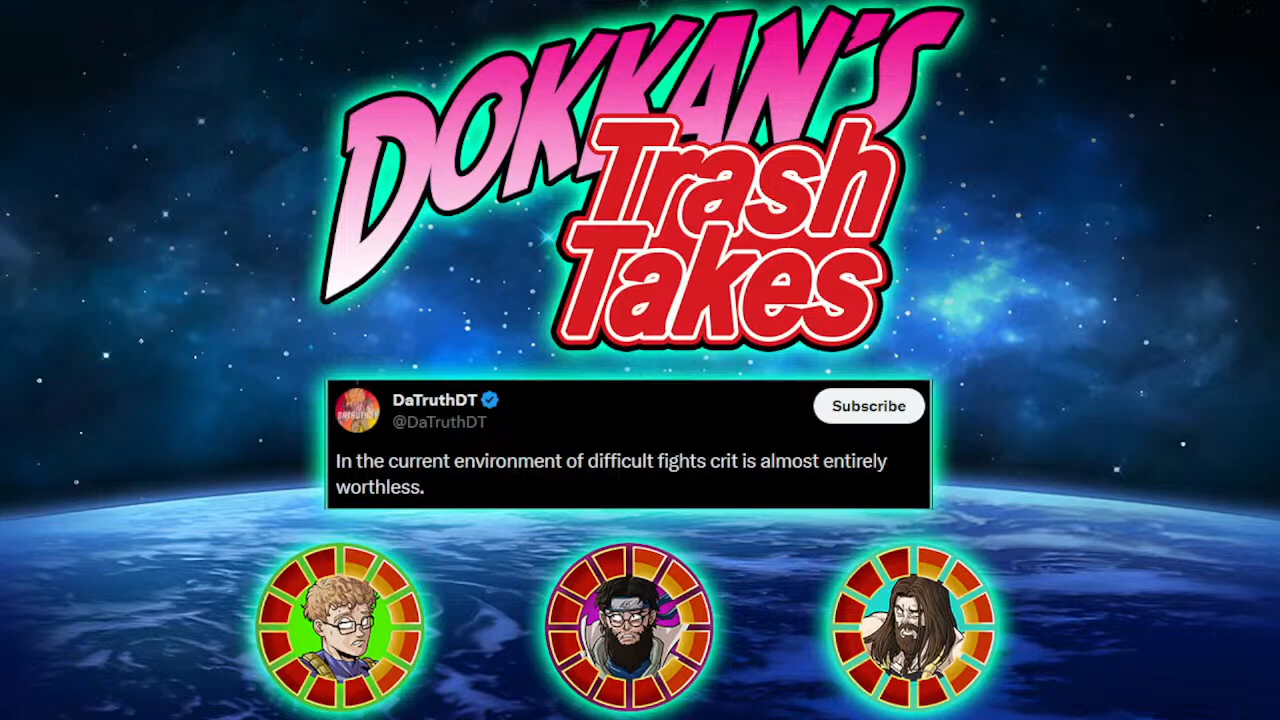 DOKKAN'S
Trash
Takes
DaTruthDT
@DaTruthDT
Subscribe
In the current environment of difficult fights crit is almost entirely
worthless.